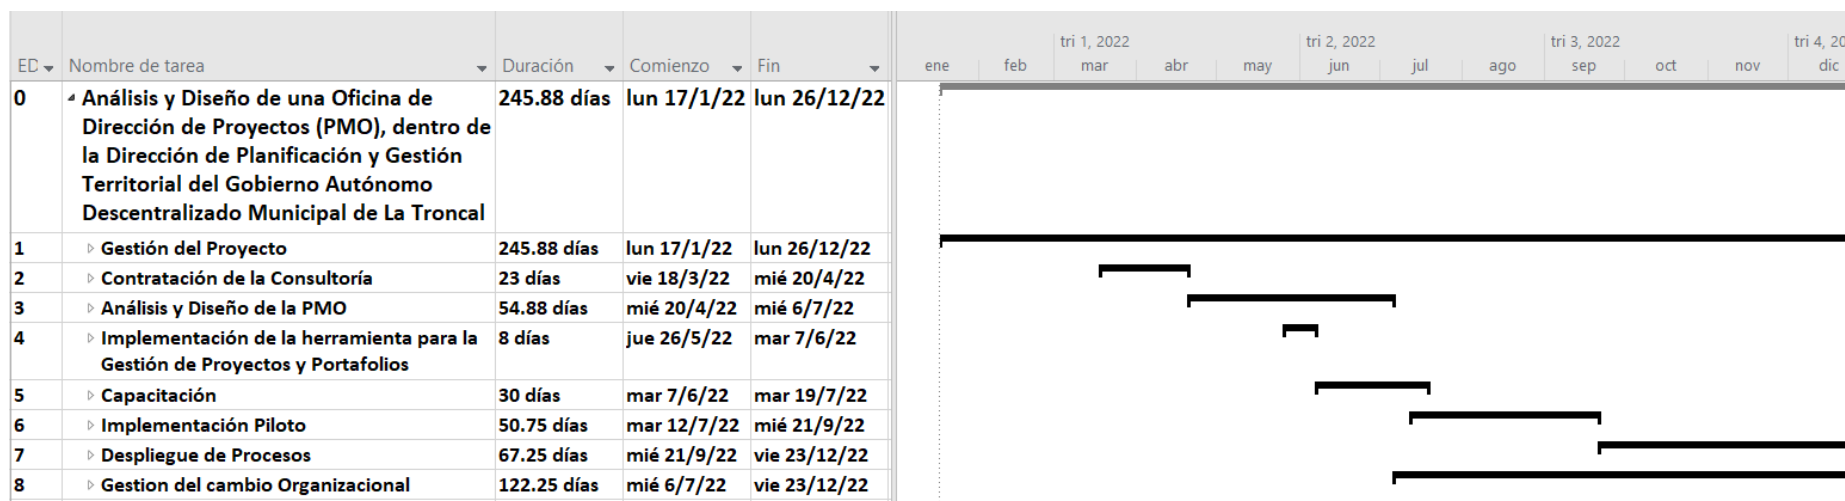 tri 1, 2022 tri 2, 2022 tri 3, 2022 tri 4, 20
ED Nombre de tarea Duración Comienzo Fin ene feb mar abr may jun jul ago sep oct nov dic
0 Análisis y Diseño de una Oficina de 245.88 días lun 17/1/22 lun 26/12/22
Dirección de Proyectos (PMO), dentro de
la Dirección de Planificación y Gestión
Territorial del Gobierno Autónomo
Descentralizado Municipal de La Troncal
1 Gestión del Proyecto 245.88 días lun 17/1/22 lun 26/12/22
2 Contratación de la Consultoría 23 días vie 18/3/22 mié 20/4/22
3 Análisis y Diseño de la PMO 54.88 días mié 20/4/22 mié 6/7/22
4 Implementación de la herramienta para la 8 días jue 26/5/22 mar 7/6/22
Gestión de Proyectos y Portafolios
5 Capacitación 30 días mar 7/6/22 mar 19/7/22
6 Implementación Piloto 50.75 días mar 12/7/22 mié 21/9/22
7 Despliegue de Procesos 67.25 días mié 21/9/22 vie 23/12/22
8 Gestion del cambio Organizacional 122.25 días mié 6/7/22 vie 23/12/22